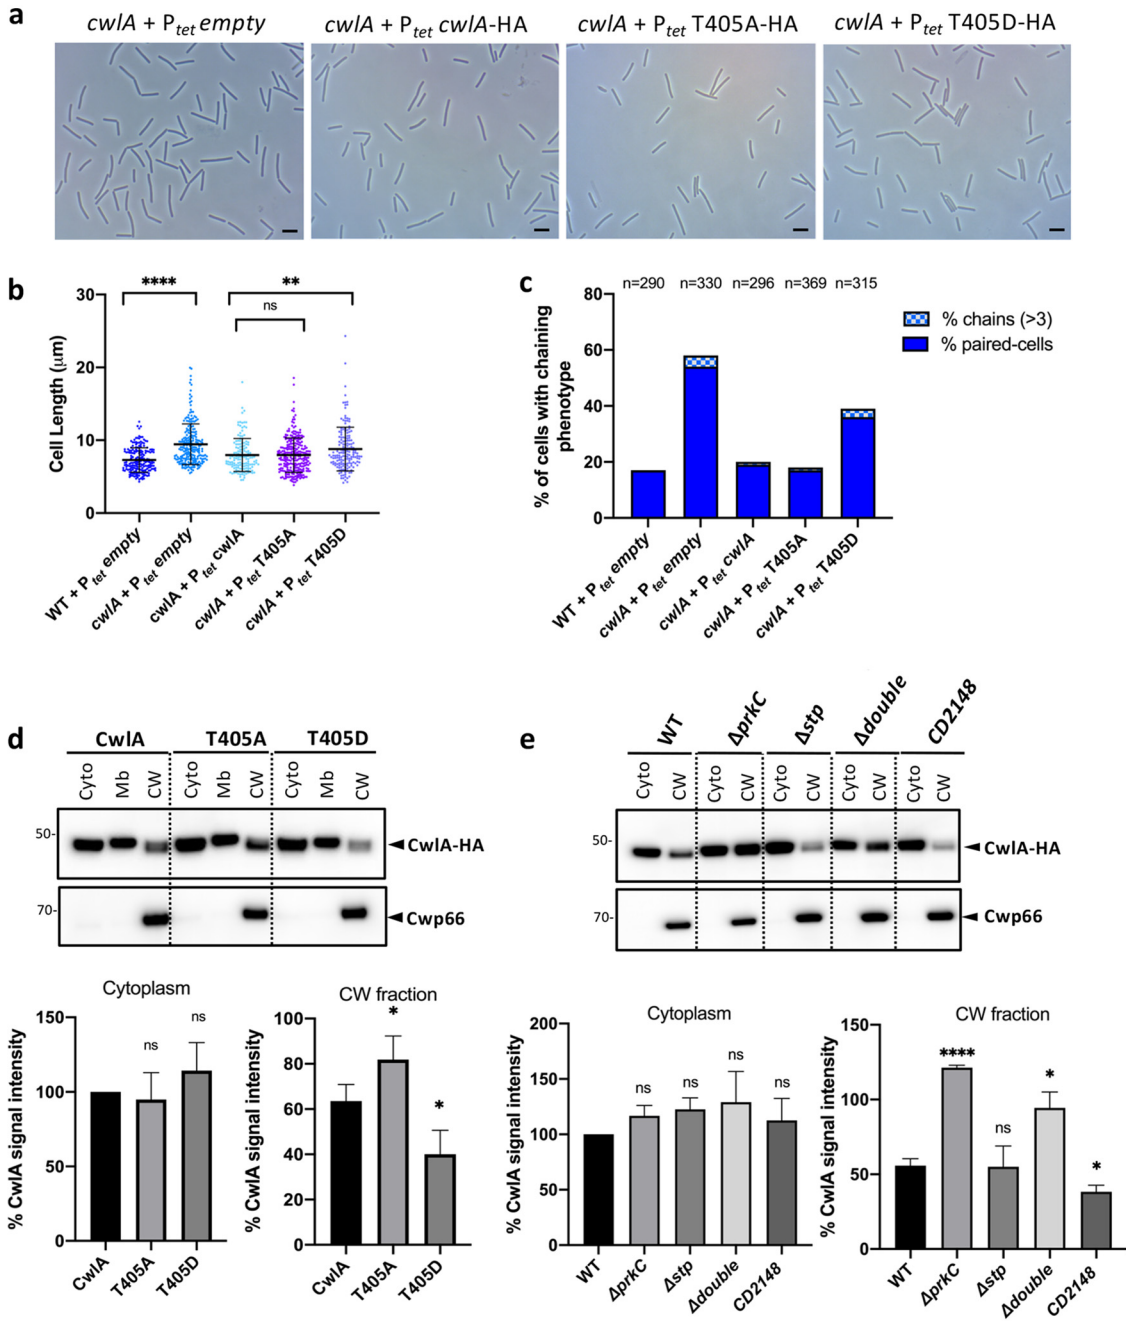 a
cwlA + Ptet empty
cwlA + Ptet cwlA-HA
cwlA + Ptet T405A-HA
cwlA + Ptet T405D-HA
b
Cell Length (μm)
30
20
10
0
****
**
ns
WT + Ptet empty
cwlA + Ptet empty
cwlA + Ptet cwlA
cwlA + Ptet T405A
cwlA + Ptet T405D
c
% of cells with chaining
phenotype
80
60
40
20
0
n=290 n=330 n=296 n=369 n=315
% chains (>3)
% paired-cells
WT + Ptet empty
cwlA + Ptet empty
cwlA + Ptet cwlA
cwlA + Ptet T405A
cwlA + Ptet T405D
d
CwlA T405A T405D
Cyto Mb CW Cyto Mb CW Cyto Mb CW
50-
CwlA-HA
70-
Cwp66
Cytoplasm
% CwlA signal intensity
150
100
50
0
ns
ns
CwlA
T405A
T405D
CW fraction
% CwlA signal intensity
100
80
60
40
20
0
*
*
CwlA
T405A
T405D
e
WT ΔprkC Δstp Δdouble CD2148
Cyto CW Cyto CW Cyto CW Cyto CW Cyto CW
50-
CwlA-HA
70-
Cwp66
Cytoplasm
% CwlA signal intensity
200
150
100
50
0
ns
ns
ns
ns
WT
ΔprkC
Δstp
Δdouble
CD2148
CW fraction
% CwlA signal intensity
150
100
50
0
****
ns
*
*
WT
ΔprkC
Δstp
Δdouble
CD2148